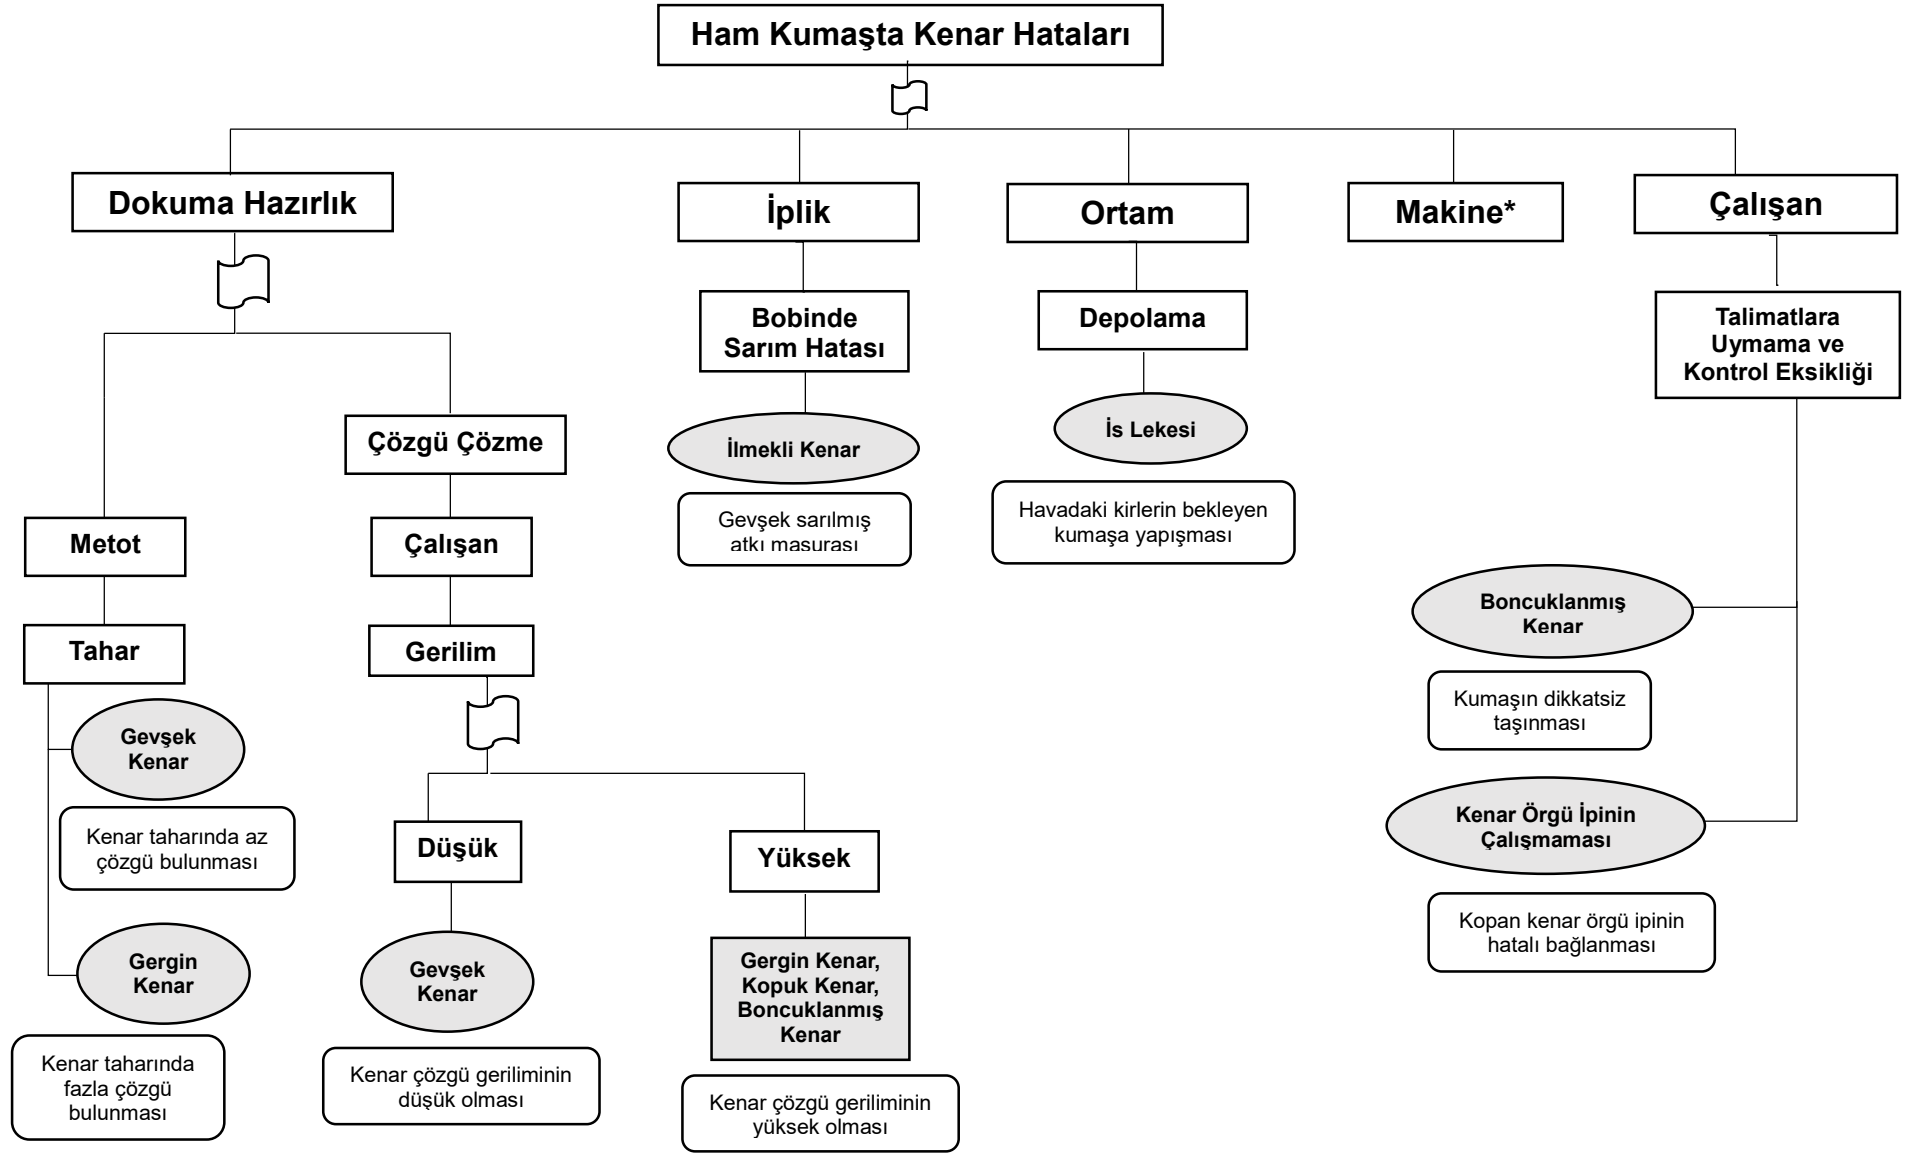 Ham Kumaşta Kenar Hataları
Dokuma Hazırlık
İplik
Ortam
Makine*
Çalışan
Bobinde
Sarım Hatası
Depolama
Talimatlara
Uymama ve
Kontrol Eksikliği
Çözgü Çözme
İlmekli Kenar
İs Lekesi
Gevşek sarılmış
atkı masurası
Havadaki kirlerin bekleyen
kumaşa yapışması
Metot
Çalışan
Boncuklanmış
Kenar
Tahar
Gerilim
Kumaşın dikkatsiz
taşınması
Gevşek
Kenar
Kenar taharında az
çözgü bulunması
Düşük
Yüksek
Kenar Örgü İpinin
Çalışmaması
Kopan kenar örgü ipinin
hatalı bağlanması
Gergin
Kenar
Gevşek
Kenar
Gergin Kenar,
Kopuk Kenar,
Boncuklanmış
Kenar
Kenar taharında
fazla çözgü
bulunması
Kenar çözgü geriliminin
düşük olması
Kenar çözgü geriliminin
yüksek olması